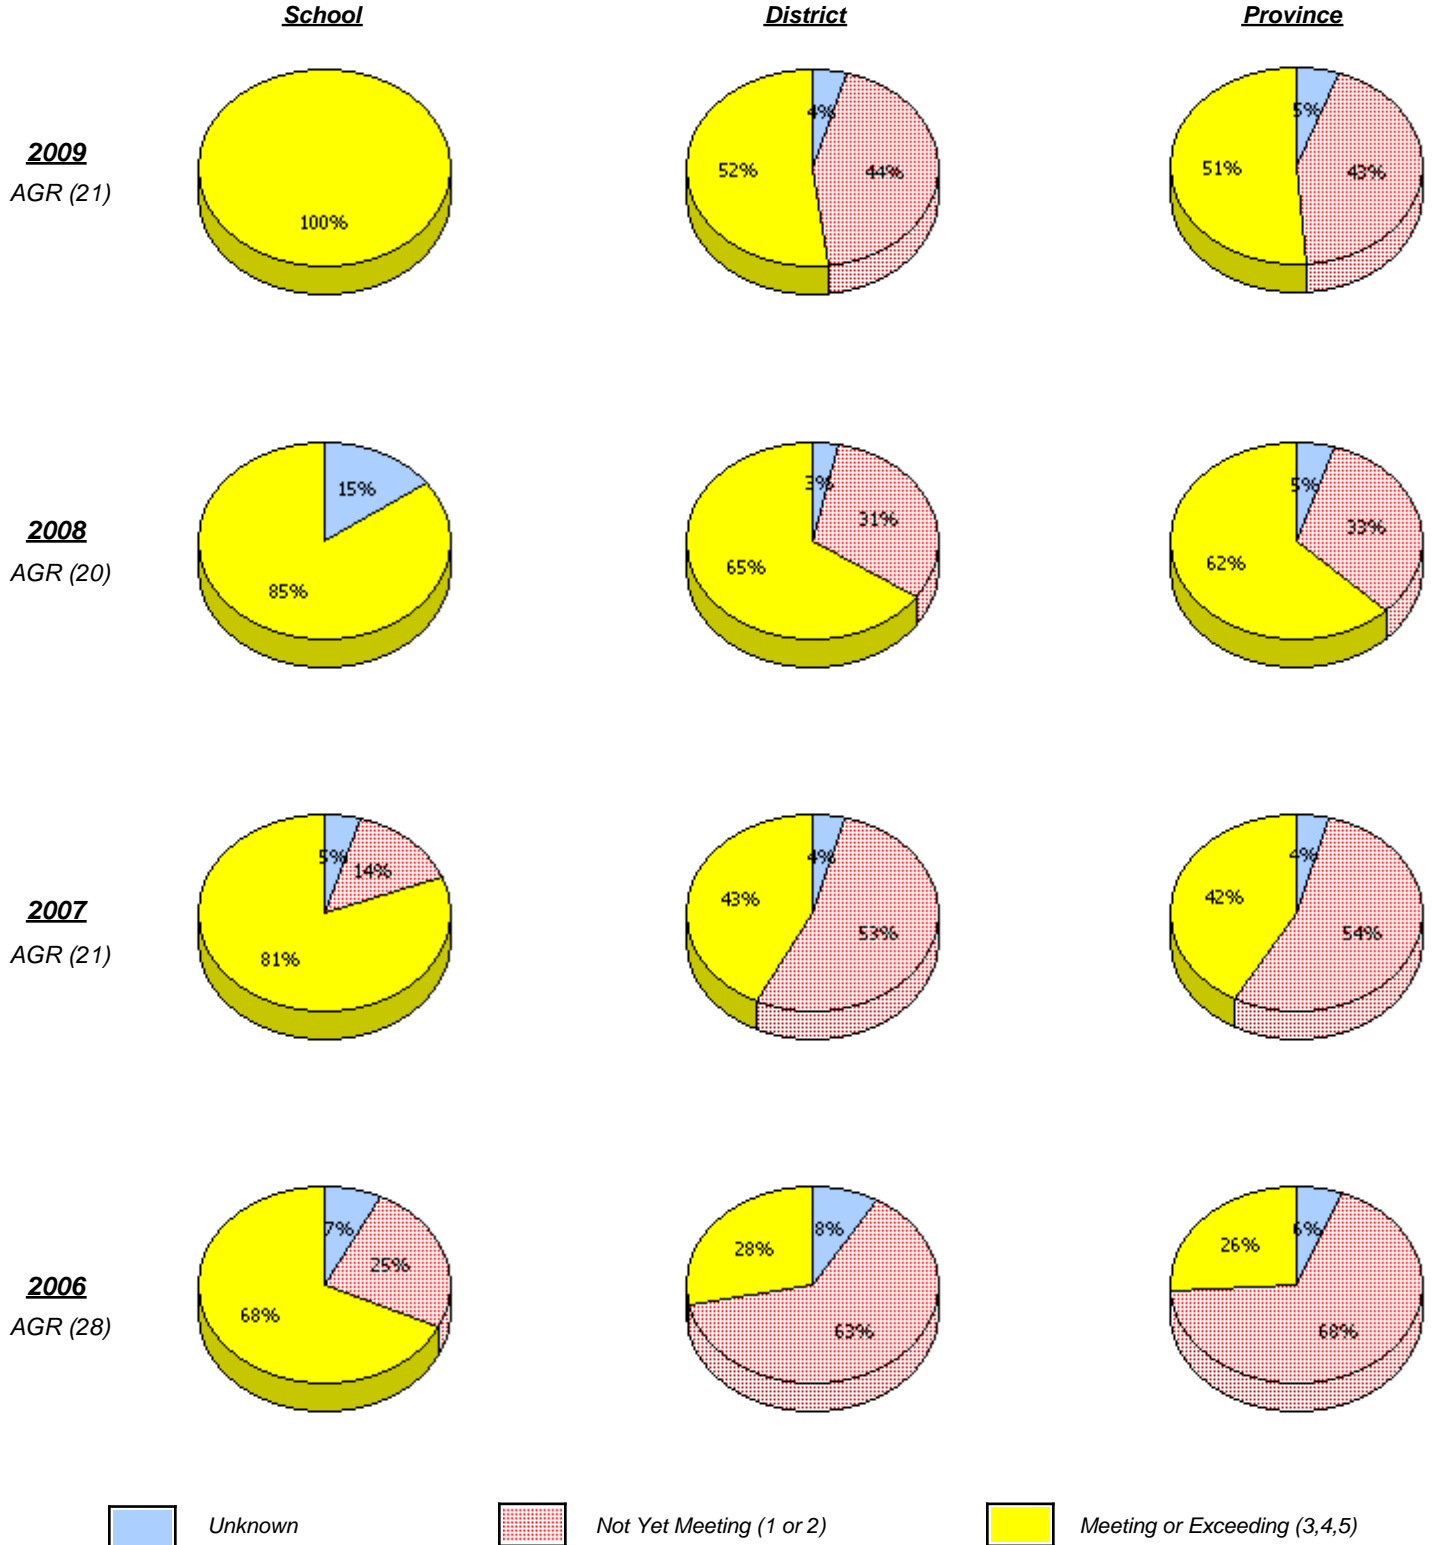 School District Province
2009
AGR (21)
100%
52% 4% 44%
51% 5% 43%
2008
AGR (20)
15% 85%
3% 31% 65%
5% 33% 62%
2007
AGR (21)
5% 14% 81%
43% 4% 53%
42% 4% 54%
2006
AGR (28)
7% 25% 68%
28% 8% 63%
26% 6% 68%
Unknown Not Yet Meeting (1 or 2) Meeting or Exceeding (3,4,5)